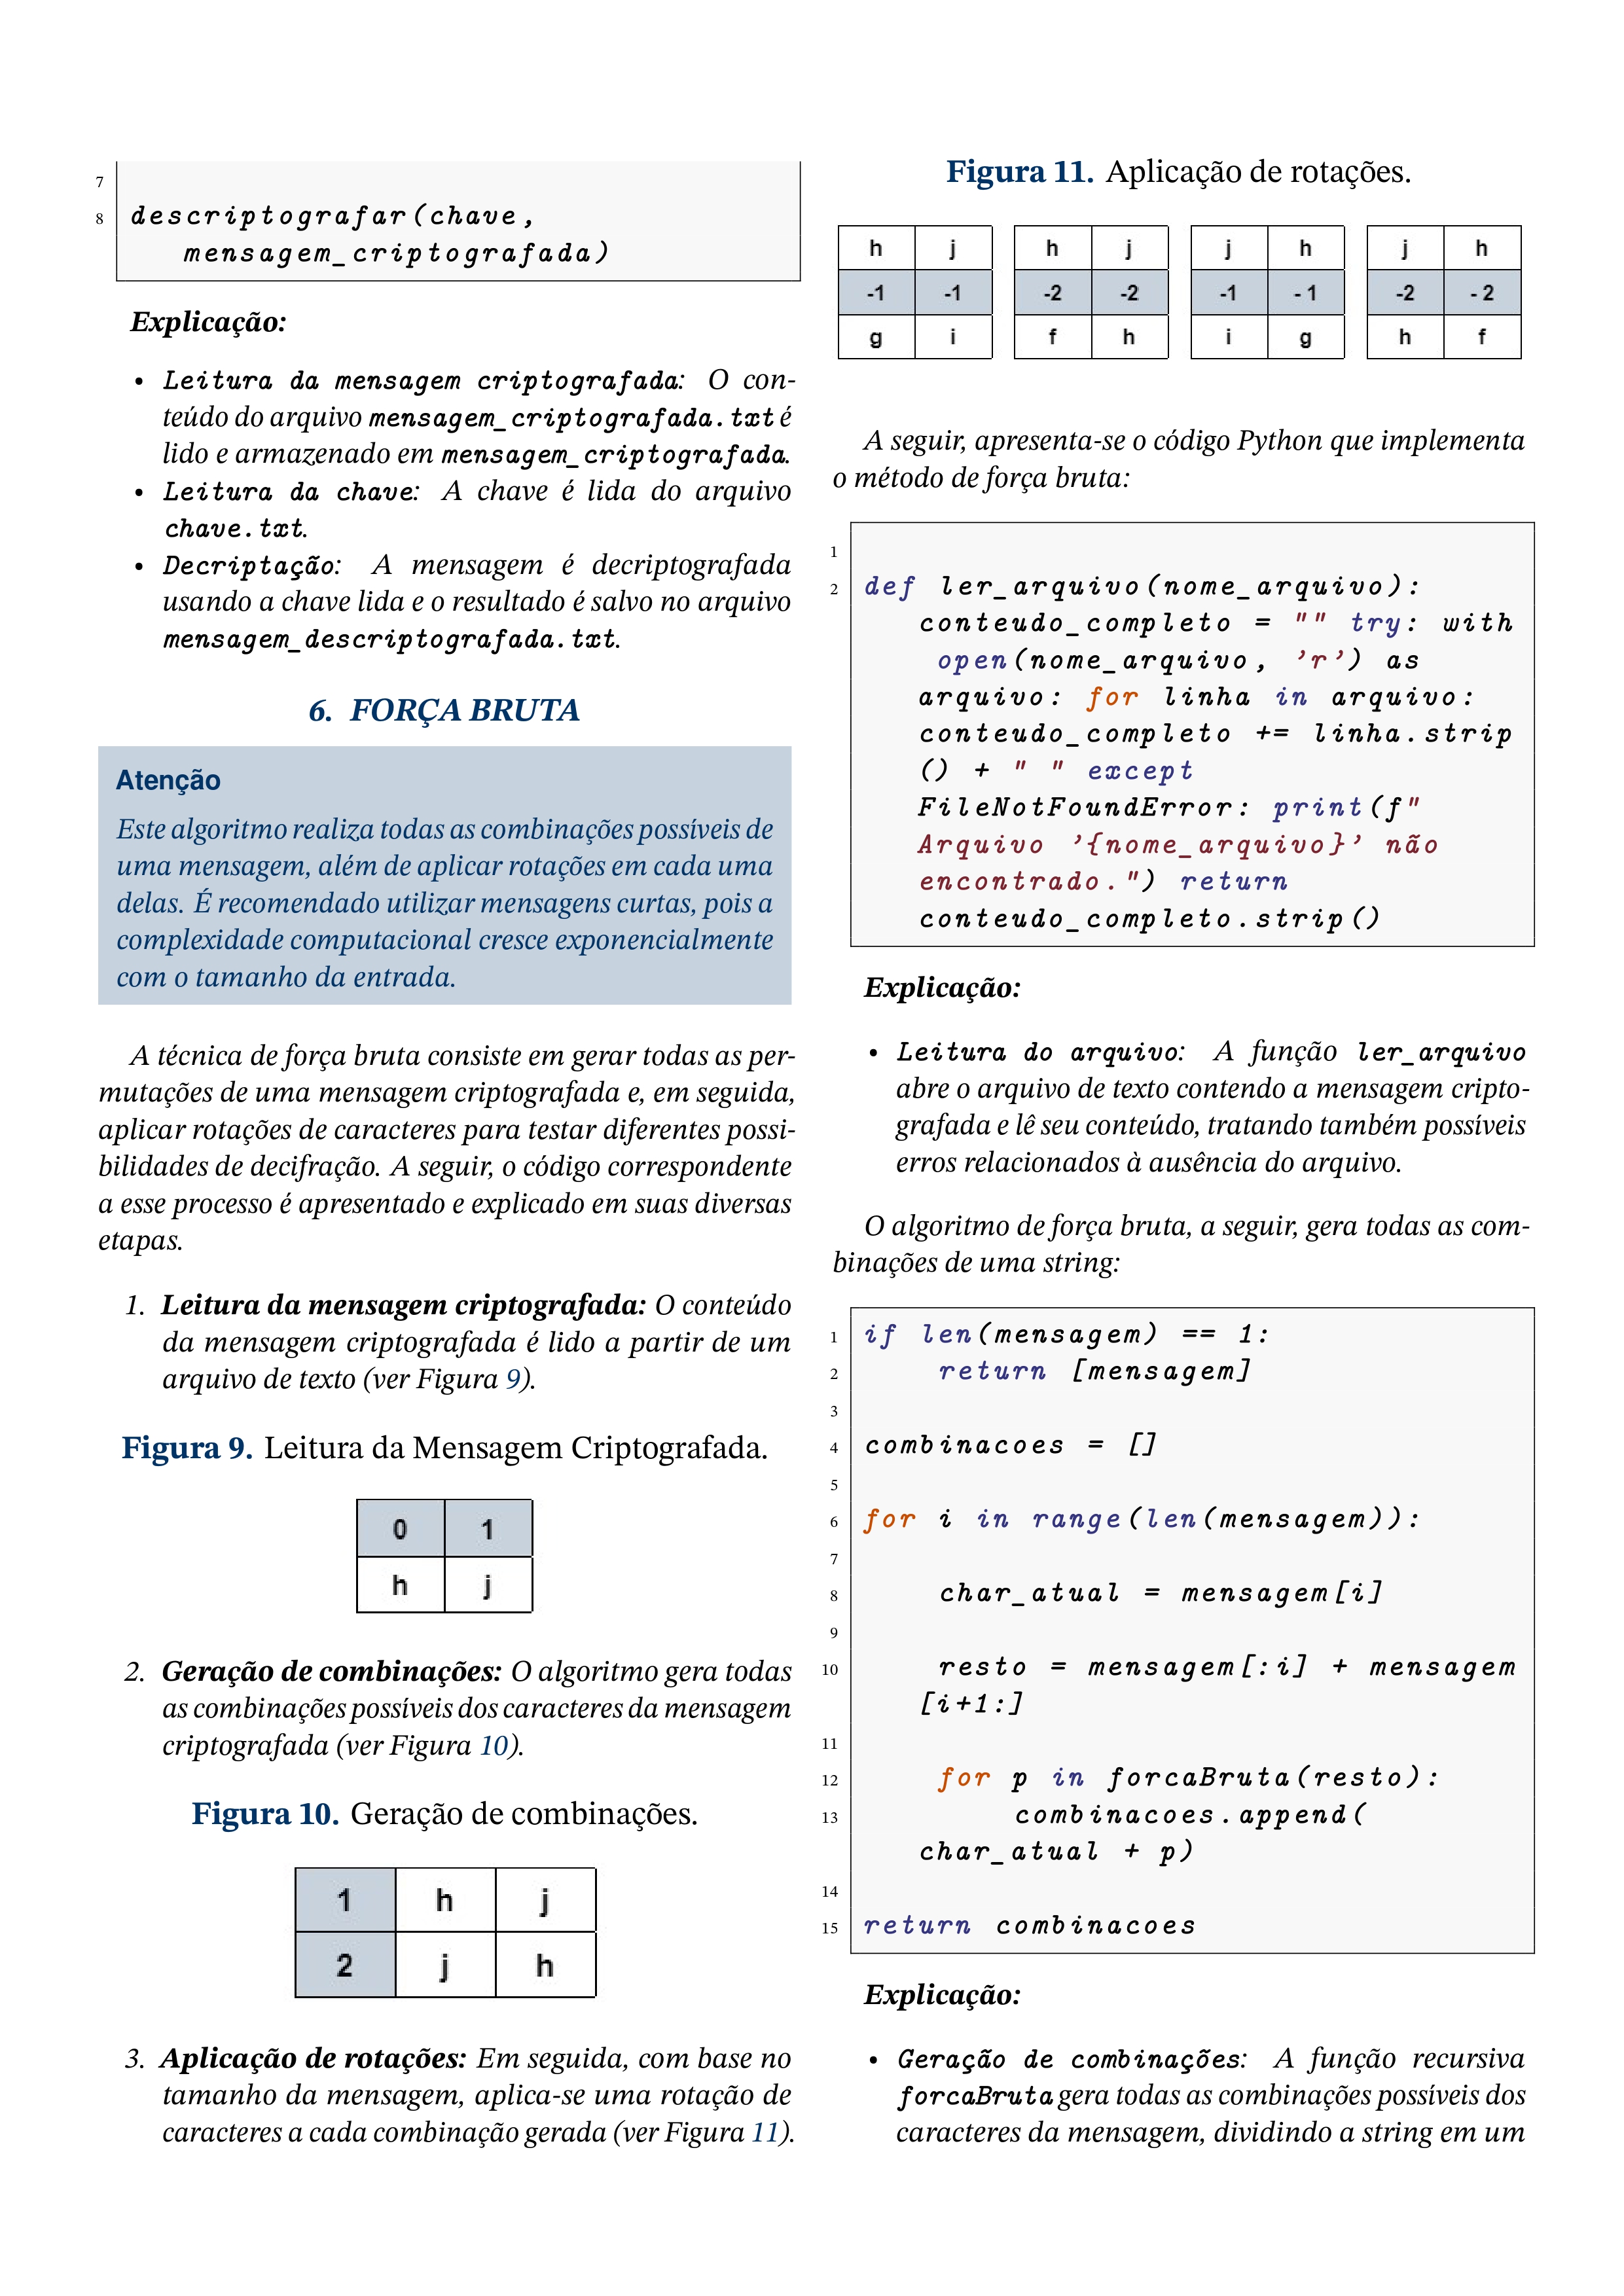 7
8 descriptografar(chave,
mensagem_criptografada)
Explicação:
• Leitura da mensagem criptografada: O con-
teúdo do arquivo mensagem_criptografada.txt é
lido e armazenado em mensagem_criptografada.
• Leitura da chave: A chave é lida do arquivo
chave.txt.
• Decriptação: A mensagem é decriptografada
usando a chave lida e o resultado é salvo no arquivo
mensagem_descriptografada.txt.
6. FORÇA BRUTA
Atenção
Este algoritmo realiza todas as combinações possíveis de
uma mensagem, além de aplicar rotações em cada uma
delas. É recomendado utilizar mensagens curtas, pois a
complexidade computacional cresce exponencialmente
com o tamanho da entrada.
A técnica de força bruta consiste em gerar todas as per-
mutações de uma mensagem criptografada e, em seguida,
aplicar rotações de caracteres para testar diferentes possi-
bilidades de decifração. A seguir, o código correspondente
a esse processo é apresentado e explicado em suas diversas
etapas.
1. Leitura da mensagem criptografada: O conteúdo
da mensagem criptografada é lido a partir de um
arquivo de texto (ver Figura 9).
Figura 9. Leitura da Mensagem Criptografada.
0 1
h j
2. Geração de combinações: O algoritmo gera todas
as combinações possíveis dos caracteres da mensagem
criptografada (ver Figura 10).
Figura 10. Geração de combinações.
1 h j
2 j h
3. Aplicação de rotações: Em seguida, com base no
tamanho da mensagem, aplica-se uma rotação de
caracteres a cada combinação gerada (ver Figura 11).
Figura 11. Aplicação de rotações.
h j h j j h j h
-1 -1 -2 -2 -1 - 1 -2 - 2
g i f h i g h f
A seguir, apresenta-se o código Python que implementa
o método de força bruta:
1
2 def ler_arquivo(nome_arquivo):
conteudo_completo = "" try: with
open(nome_arquivo, 'r') as
arquivo: for linha in arquivo:
conteudo_completo += linha.strip
() + " " except
FileNotFoundError: print(f"
Arquivo '{nome_arquivo}' não
encontrado.") return
conteudo_completo.strip()
Explicação:
• Leitura do arquivo: A função ler_arquivo
abre o arquivo de texto contendo a mensagem cripto-
grafada e lê seu conteúdo, tratando também possíveis
erros relacionados à ausência do arquivo.
O algoritmo de força bruta, a seguir, gera todas as com-
binações de uma string:
1 if len(mensagem) == 1:
2 return [mensagem]
3
4 combinacoes = []
5
6 for i in range(len(mensagem)):
7
8 char_atual = mensagem[i]
9
10 resto = mensagem[:i] + mensagem
[i+1:]
11
12 for p in forcaBruta(resto):
13 combinacoes.append(
char_atual + p)
14
15 return combinacoes
Explicação:
• Geração de combinações: A função recursiva
forcaBruta gera todas as combinações possíveis dos
caracteres da mensagem, dividindo a string em um